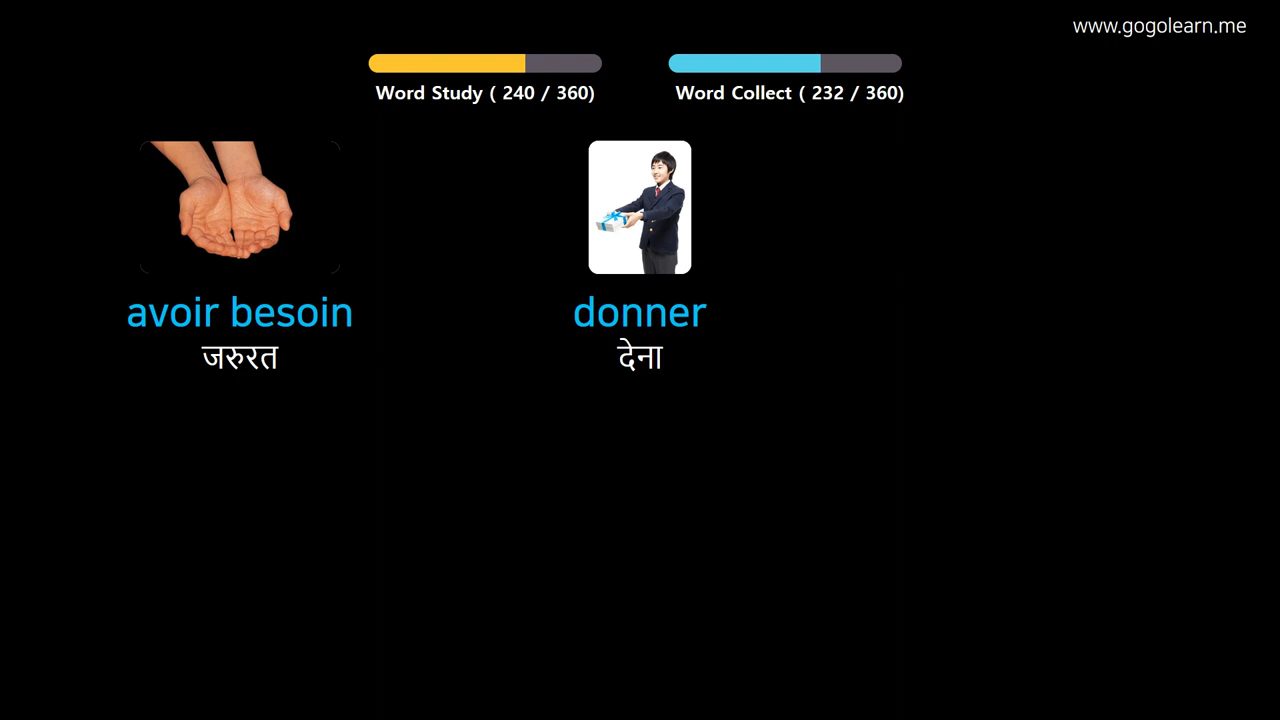 www.gogolearn.me
Word Study ( 240 / 360)
Word Collect ( 232 / 360)
avoir besoin
जरुरत
donner
देना